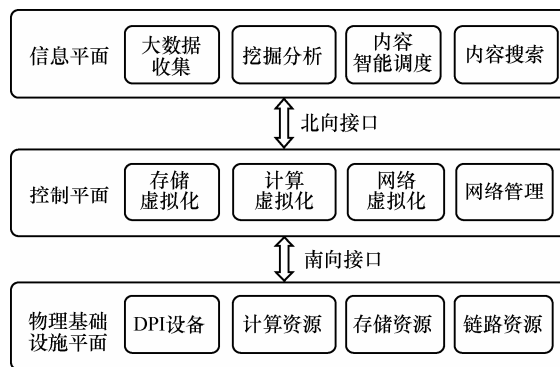 信息平面
大数据
收集
挖掘分析
内容
智能调度
内容搜索
北向接口
控制平面
存储
虚拟化
计算
虚拟化
网络
虚拟化
网络管理
南向接口
物理基础
设施平面
DPI设备
计算资源
存储资源
链路资源